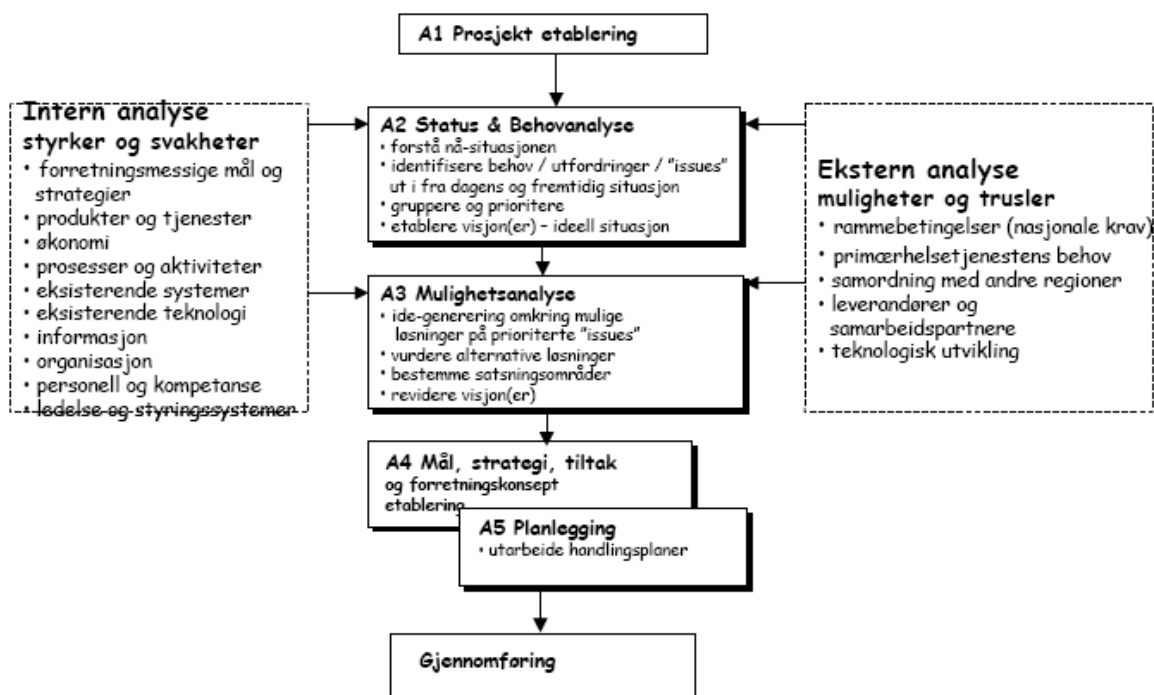 A1 Prosjekt etablering
Intern analyse
styrker og svakheter
• forretningsmessige mål og
strategier
• produkter og tjenester
• økonomi
• prosesser og aktiviteter
• eksisterende systemer
• eksisterende teknologi
• informasjon
• organisasjon
• personell og kompetanse
• ledelse og styringssystemer
A2 Status & Behovanalyse
• forstå nå-situasjonen
• identifisere behov / utfordringer / "issues"
ut i fra dagens og fremtidig situasjon
• gruppere og prioritere
• etablere visjon(er) – ideell situasjon
A3 Mulighetsanalyse
• ide-generering omkring mulige
løsninger på prioriterte "issues"
• vurdere alternative løsninger
• bestemme satsningsområder
• revidere visjon(er)
Ekstern analyse
muligheter og trusler
• rammebetingelser (nasjonale krav)
• primærhelsetjenestens behov
• samordning med andre regioner
• leverandører og
samarbeidspartnere
• teknologisk utvikling
A4 Mål, strategi, tiltak
og forretningskonsept
etablering
A5 Planlegging
• utarbeide handlingsplaner
Gjennomføring